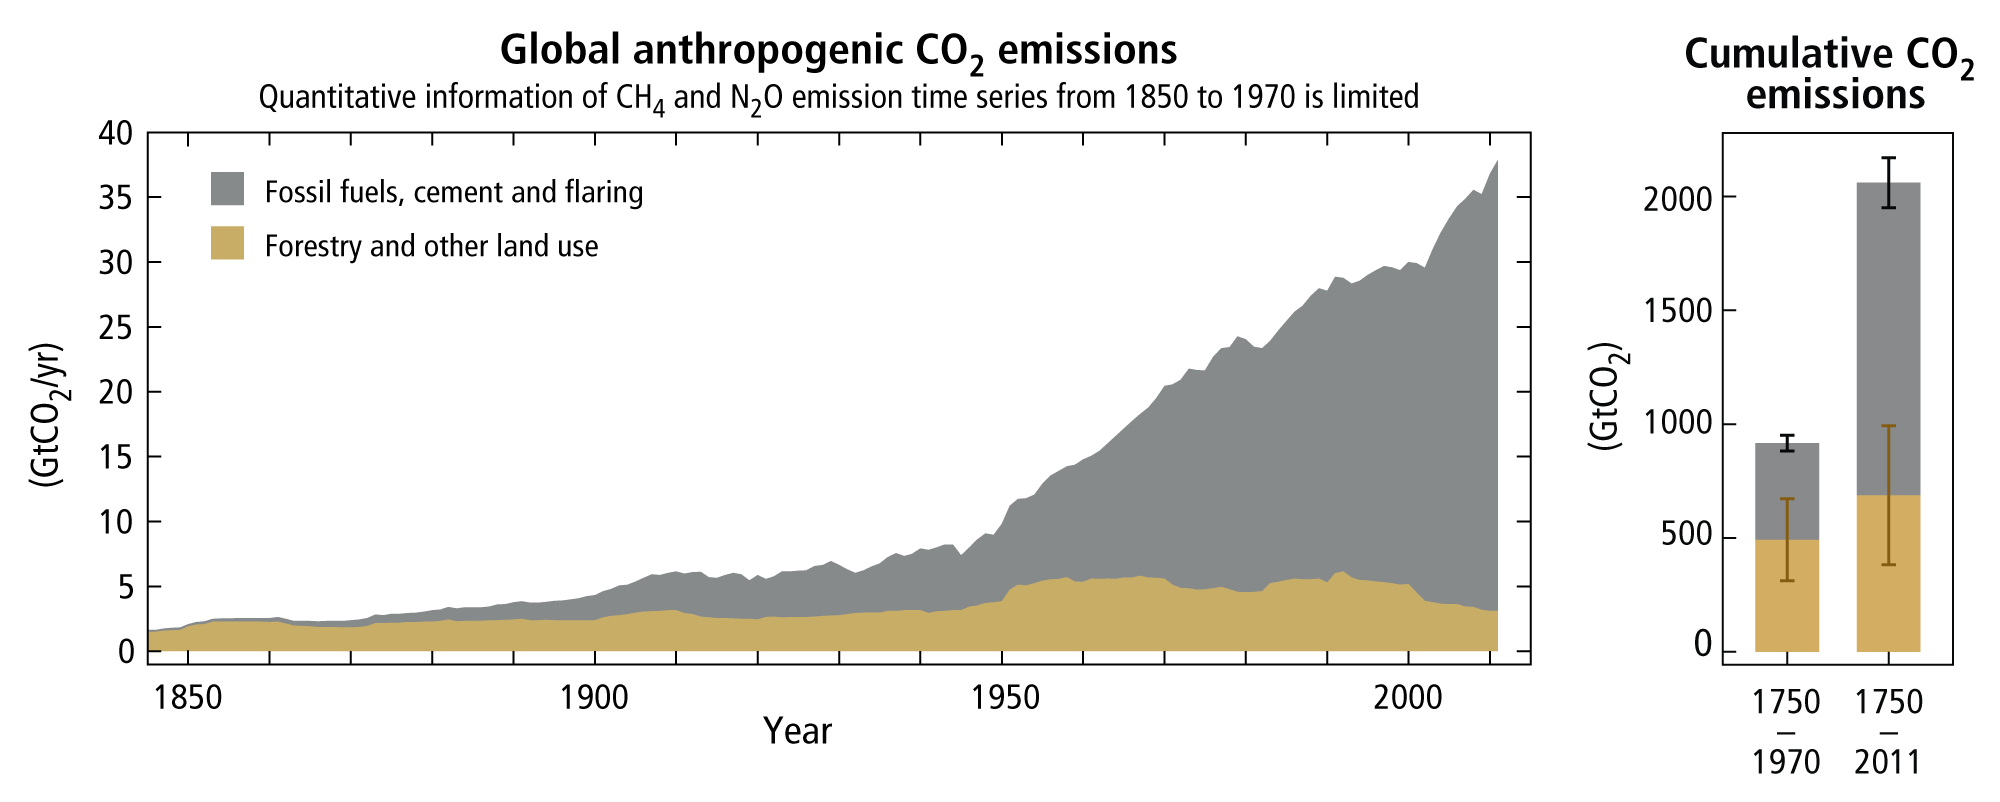 Global anthropogenic CO₂ emissions
Quantitative information of CH₄ and N₂O emission time series from 1850 to 1970 is limited
40
35
30
25
20
15
10
5
0
(GtCO₂/yr)
Fossil fuels, cement and flaring
Forestry and other land use
1850
1900
1950
2000
Year
Cumulative CO₂
emissions
2000
1500
1000
500
0
(GtCO₂)
1750
–
1970
1750
–
2011